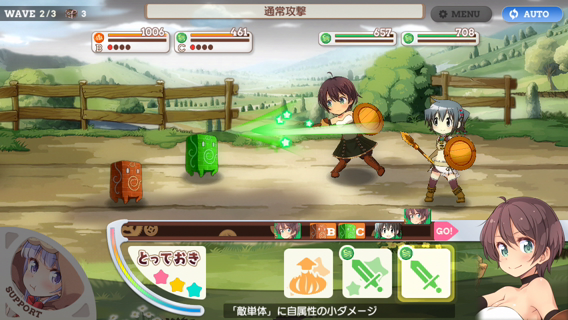 WAVE 2/3 3
通常攻撃
MENU
AUTO
1006
B
461
C
657
708
B
C
GO!
とっておき
SUPPORT
「敵単体」に自属性の小ダメージ